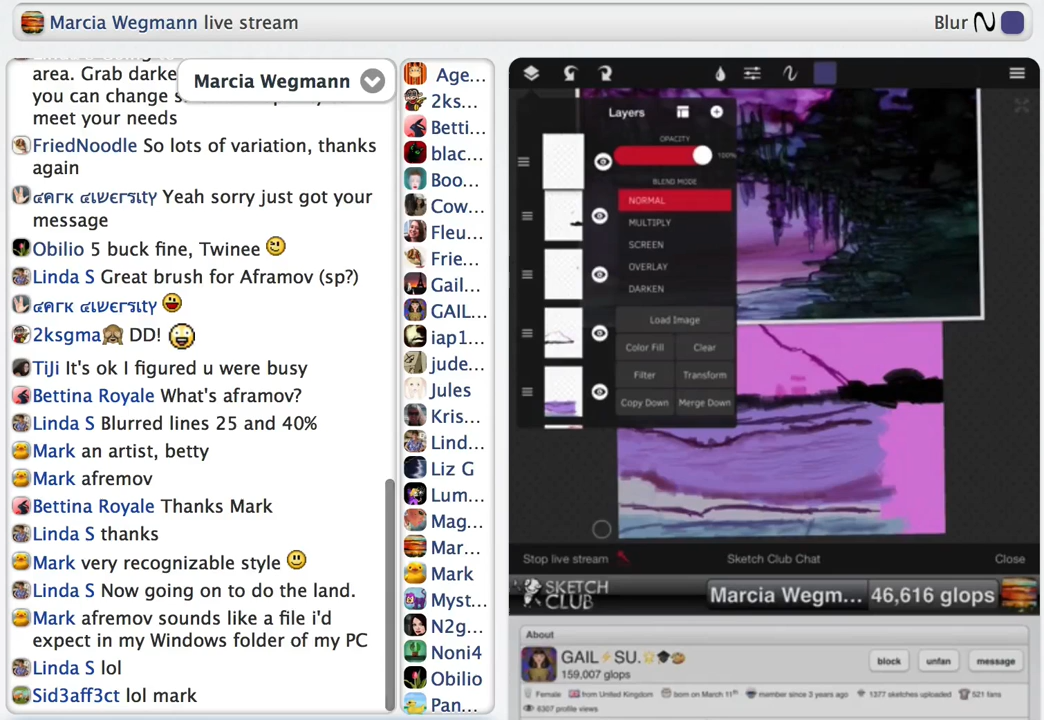 Marcia Wegmann live stream
Blur
area. Grab darke
you can change s
meet your needs
Marcia Wegmann
FriedNoodle So lots of variation, thanks
again
Yeah sorry just got your
message
Obilio 5 buck fine, Twinee
Linda S Great brush for Aframov (sp?)
2ksgma DD!
TiJi It's ok I figured u were busy
Bettina Royale What's aframov?
Linda S Blurred lines 25 and 40%
Mark an artist, betty
Mark afremov
Bettina Royale Thanks Mark
Linda S thanks
Mark very recognizable style
Linda S Now going on to do the land.
Mark afremov sounds like a file i'd
expect in my Windows folder of my PC
Linda S lol
Sid3aff3ct lol mark
Age...
2ks...
Betti...
blac...
Boo...
Cow...
Fleu...
Frie...
Gail...
GAIL...
iap1...
jude...
Jules
Kris...
Lind...
Liz G
Lum...
Mag...
Mar...
Mark
Myst...
N2g...
Noni4
Obilio
Pan...
Layers
OPACITY
100%
BLEND MODE
NORMAL
MULTIPLY
SCREEN
OVERLAY
DARKEN
Load Image
Color Fill Clear
Filter Transform
Copy Down Merge Down
Stop live stream Sketch Club Chat Close
SKETCH
CLUB
Marcia Wegm... 46,616 glops
About
GAIL⚡SU.
159,007 glops
block unfan message
Female from United Kingdom born on March 11th member since 3 years ago 1377 sketches uploaded 521 fans
6307 profile views